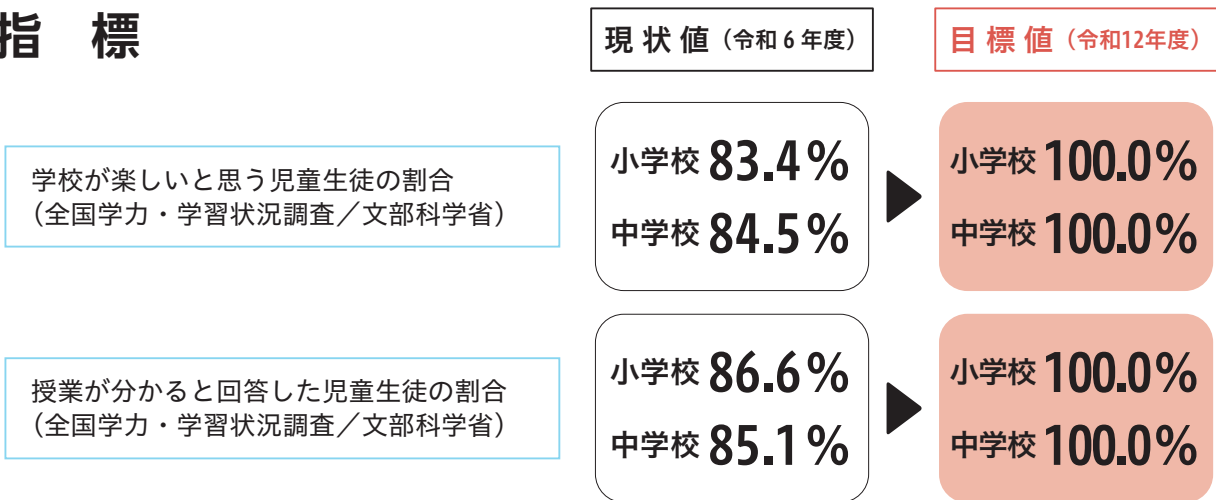 指 標
現状値（令和6年度）
目標値（令和12年度）
学校が楽しいと思う児童生徒の割合
（全国学力・学習状況調査／文部科学省）
小学校 83.4%
中学校 84.5%
小学校 100.0%
中学校 100.0%
授業が分かると回答した児童生徒の割合
（全国学力・学習状況調査／文部科学省）
小学校 86.6%
中学校 85.1%
小学校 100.0%
中学校 100.0%